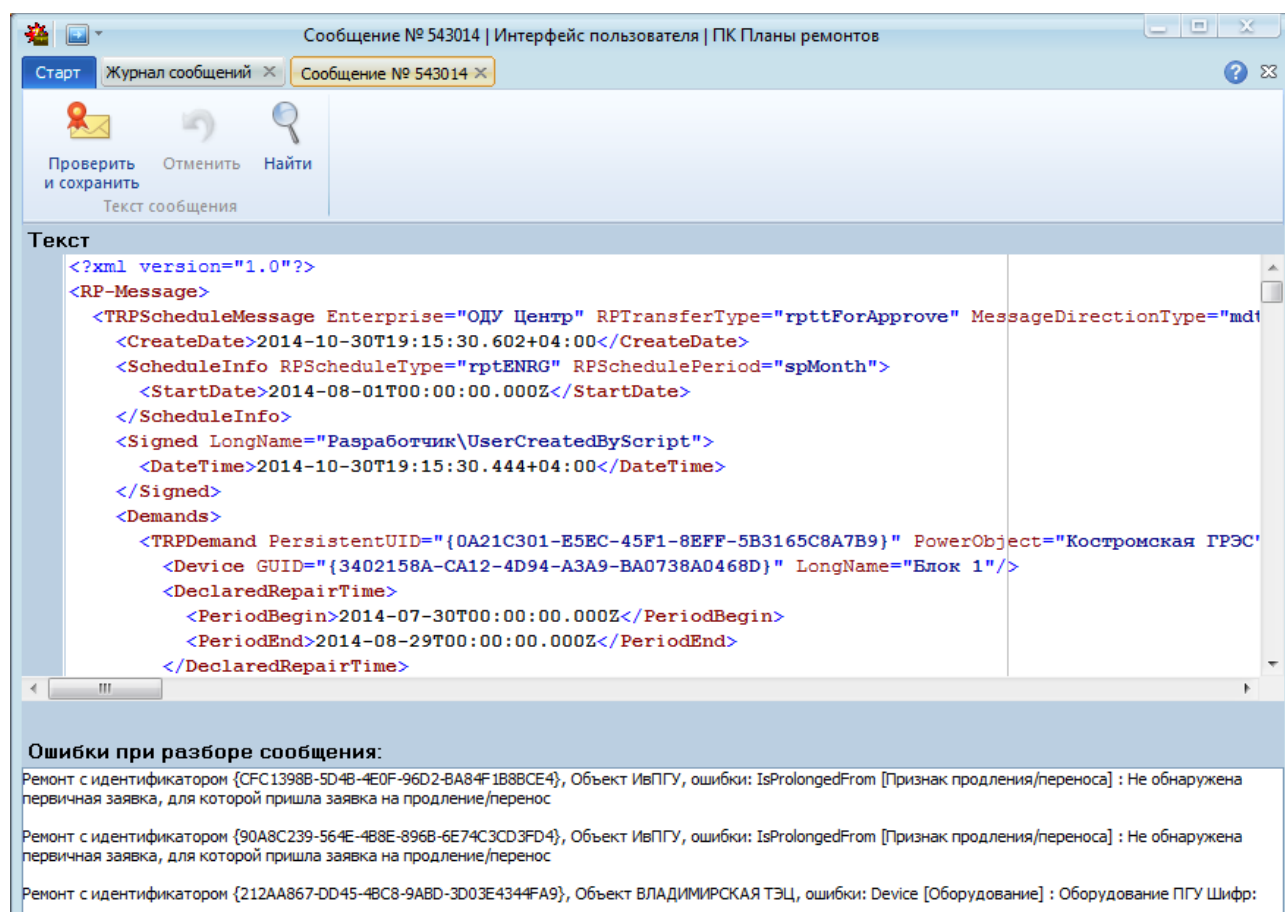 Сообщение № 543014 | Интерфейс пользователя | ПК Планы ремонтов
Старт Журнал сообщений Сообщение № 543014
Проверить и сохранить Отменить Найти
Текст сообщения
Текст
<?xml version="1.0"?>
<RP-Message>
<TRPScheduleMessage Enterprise="ОДУ Центр" RPTransferType="rpttForApprove" MessageDirectionType="mdt
<CreateDate>2014-10-30T19:15:30.602+04:00</CreateDate>
<ScheduleInfo RPScheduleType="rptENRG" RPSchedulePeriod="spMonth">
<StartDate>2014-08-01T00:00:00.000Z</StartDate>
</ScheduleInfo>
<Signed LongName="Разработчик\UserCreatedByScript">
<DateTime>2014-10-30T19:15:30.444+04:00</DateTime>
</Signed>
<Demands>
<TRPDemand PersistentUID="{0A21C301-E5EC-45F1-8EFF-5B3165C8A7B9}" PowerObject="Костромская ГРЭС"
<Device GUID="{3402158A-CA12-4D94-A3A9-BA0738A0468D}" LongName="Блок 1"/>
<DeclaredRepairTime>
<PeriodBegin>2014-07-30T00:00:00.000Z</PeriodBegin>
<PeriodEnd>2014-08-29T00:00:00.000Z</PeriodEnd>
</DeclaredRepairTime>
Ошибки при разборе сообщения:
Ремонт с идентификатором {CFC1398B-5D4B-4E0F-96D2-BA84F1B8BCE4}, Объект ИвПГУ, ошибки: IsProlongedFrom [Признак продления/переноса] : Не обнаружена
первичная заявка, для которой пришла заявка на продление/перенос
Ремонт с идентификатором {90A8C239-564E-4B8E-896B-6E74C3CD3FD4}, Объект ИвПГУ, ошибки: IsProlongedFrom [Признак продления/переноса] : Не обнаружена
первичная заявка, для которой пришла заявка на продление/перенос
Ремонт с идентификатором {212AA867-DD45-4BC8-9ABD-3D03E4344FA9}, Объект ВЛАДИМИРСКАЯ ТЭЦ, ошибки: Device [Оборудование] : Оборудование ПГУ Шифр: